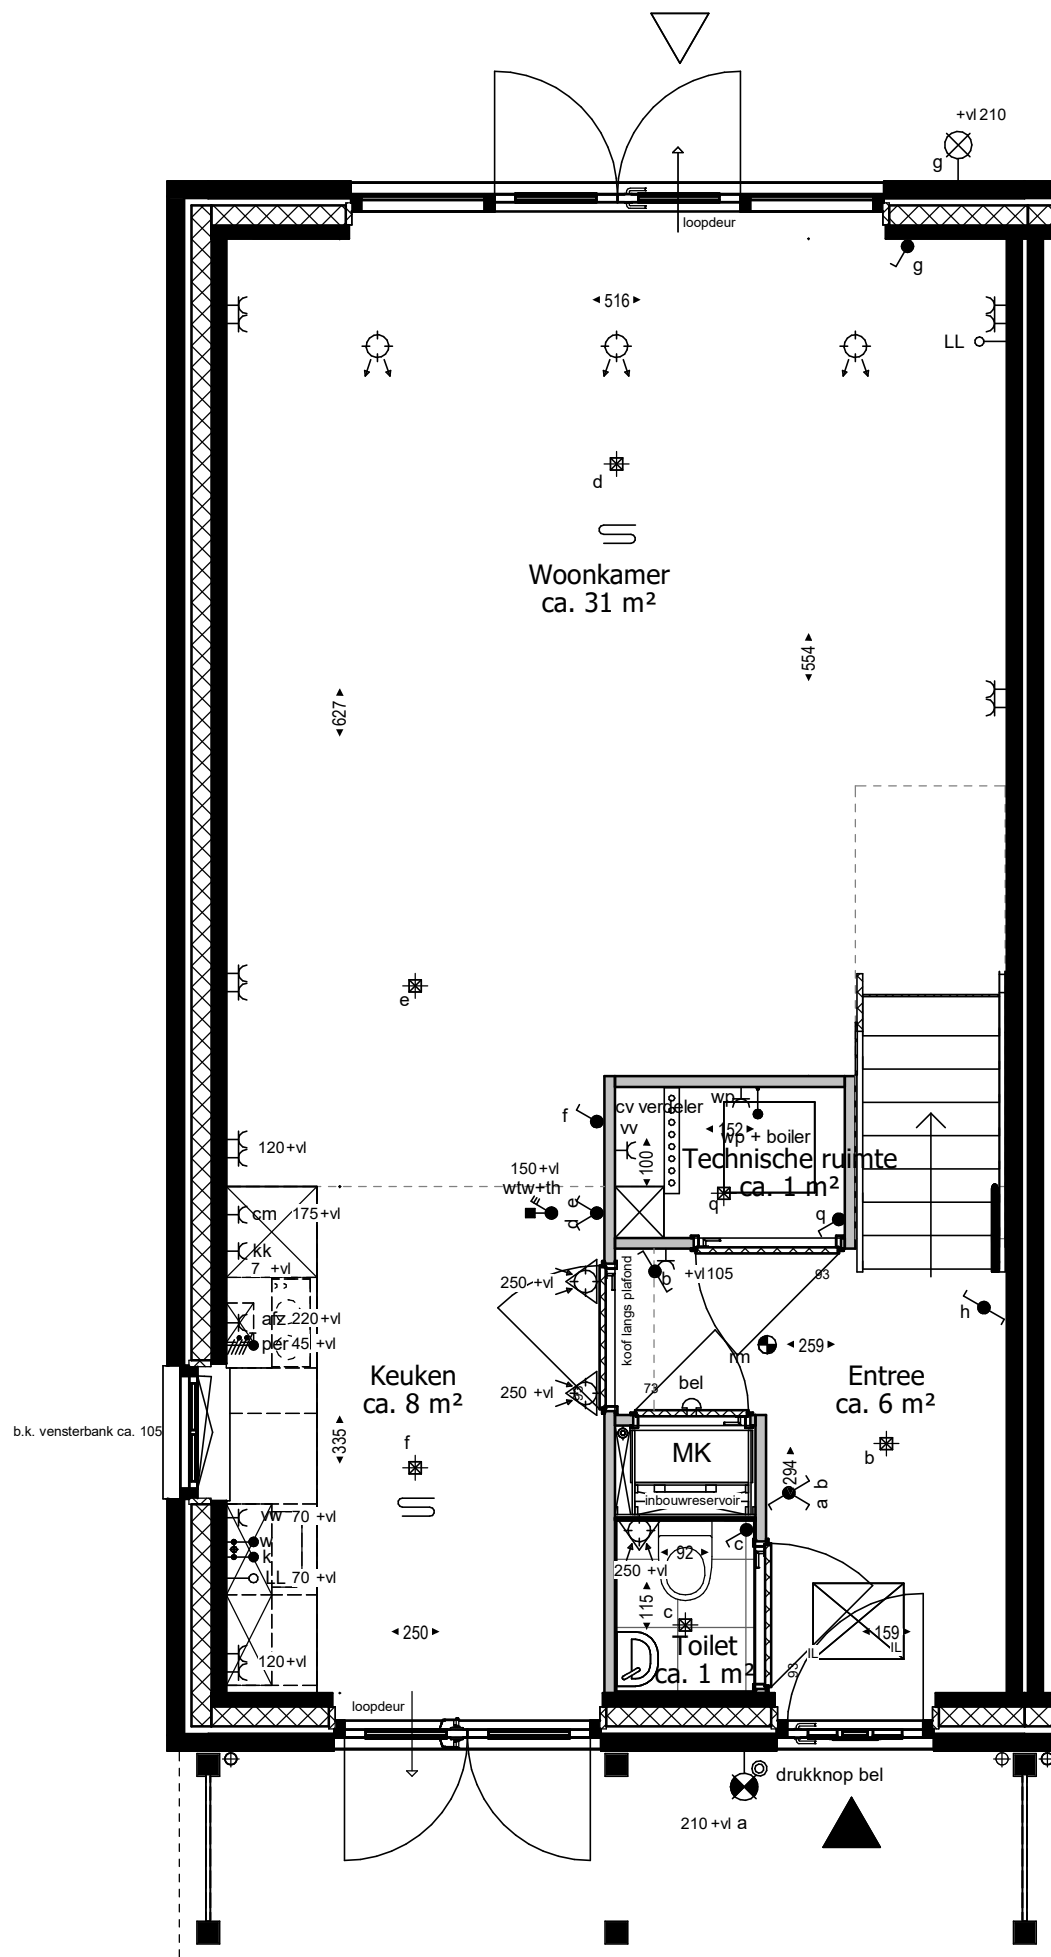 +vl 210
g
loopdeur
g
516
LL
d
Woonkamer
ca. 31 m²
554
627
e
f
cv verdeler
wp
vv
152
wp + boiler
100
Technische ruimte
ca. 1 m²
q
q
120+vl
150+vl
wtw+th
e
d
cm 175+vl
kk
7 +vl
afz 220+vl
per 45 +vl
250 +vl
koof langs plafond
b +vl 105
93
h
rm
259
Keuken
ca. 8 m²
250 +vl
93
73
bel
Entree
ca. 6 m²
b.k. vensterbank ca. 105
335
f
MK
294
b
b
a
inbouwreservoir
vw 70 +vl
w
k
LL 70 +vl
c
92
250 +vl
115
c
Toilet
ca. 1 m²
250
120+vl
159
IL
IL
93
loopdeur
drukknop bel
210 +vl a